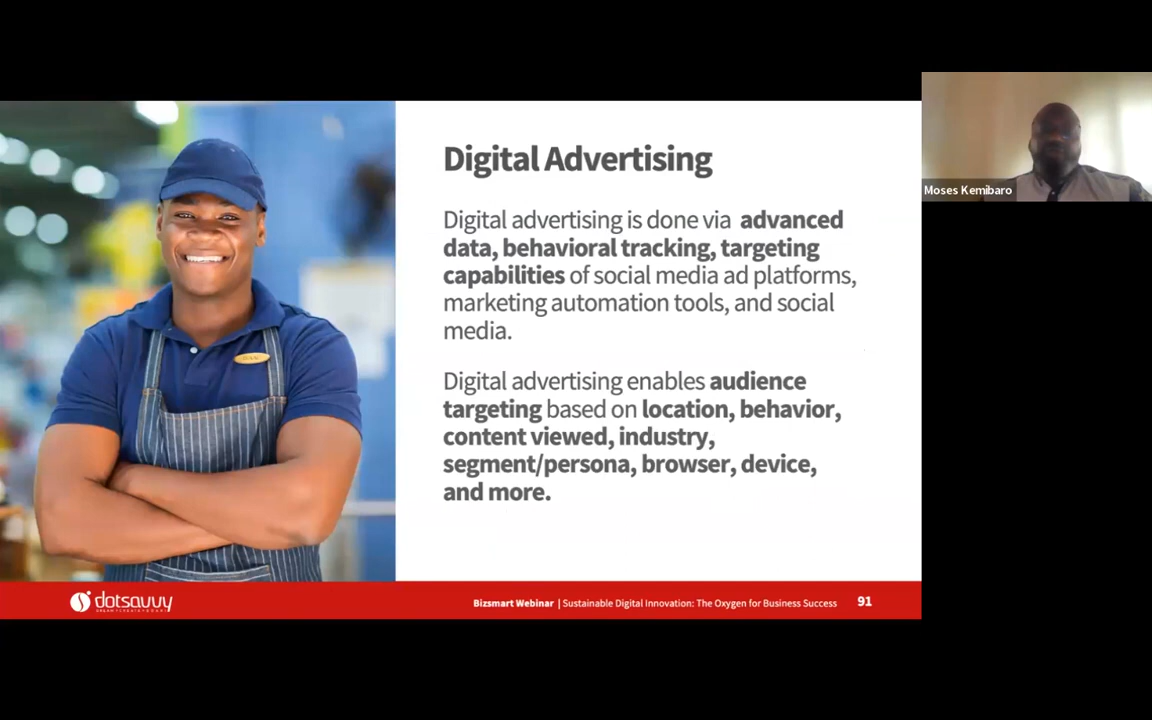 Digital Advertising
Digital advertising is done via advanced
data, behavioral tracking, targeting
capabilities of social media ad platforms,
marketing automation tools, and social
media.
Digital advertising enables audience
targeting based on location, behavior,
content viewed, industry,
segment/persona, browser, device,
and more.
Moses Kemibaro
dotsavvy
Bizsmart Webinar | Sustainable Digital Innovation: The Oxygen for Business Success 91